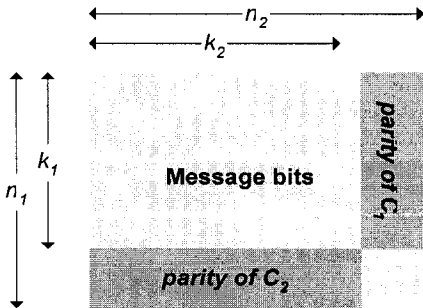 n2
k2
k1
n1
Message bits
parity of C1
parity of C2